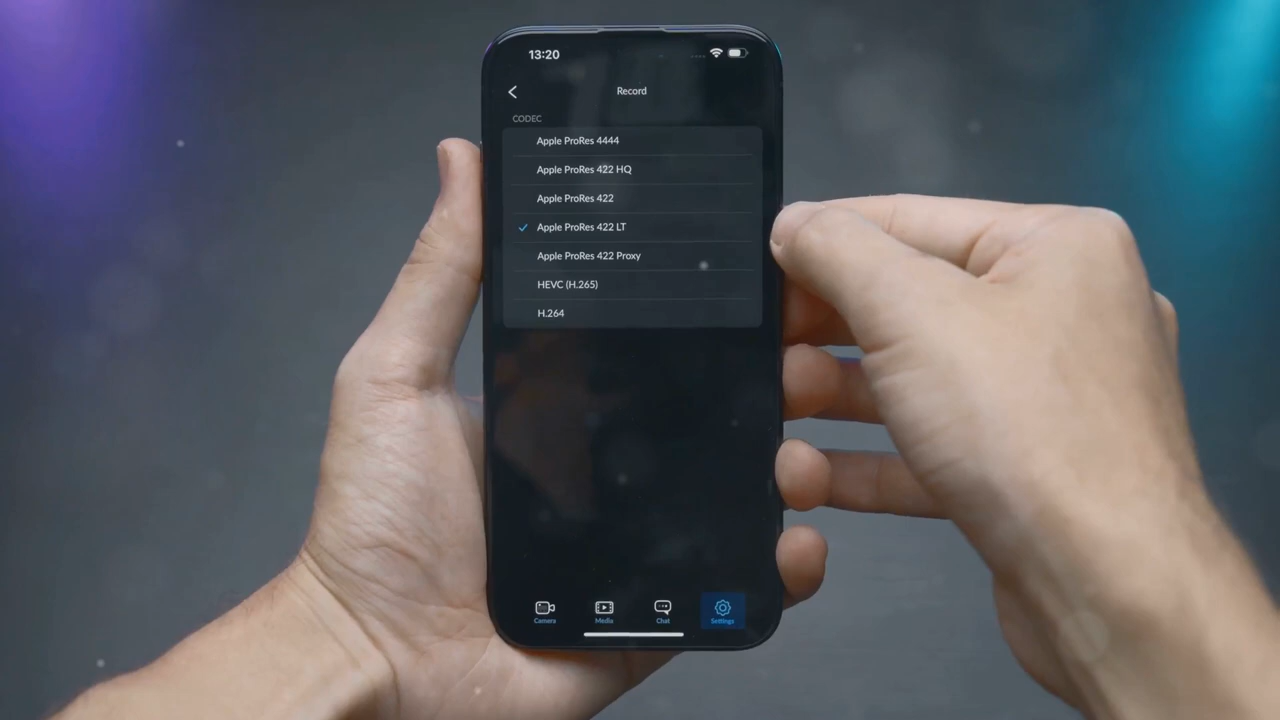 13:20
Record
CODEC
Apple ProRes 4444
Apple ProRes 422 HQ
Apple ProRes 422
Apple ProRes 422 LT
Apple ProRes 422 Proxy
HEVC (H.265)
H.264
Camera Media Chat Settings